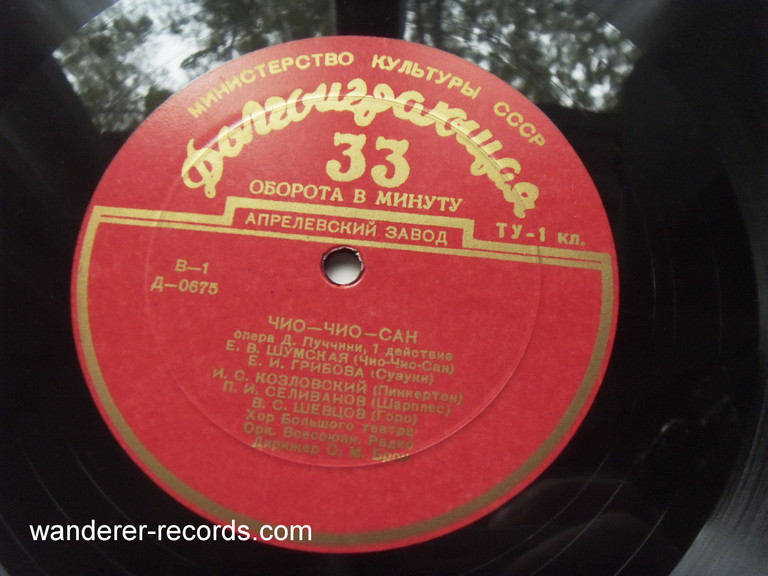 МИНИСТЕРСТВО КУЛЬТУРЫ СССР
Долгоиграющая
33
ОБОРОТА В МИНУТУ
АПРЕЛЕВСКИЙ ЗАВОД
ТУ-1 кл.
В—1
Д—0675
ЧИО—ЧИО—САН
опера Д. Пуччини, 1 действие
Е. В. ШУМСКАЯ (Чио-Чио-Сан)
Е. И. ГРИБОВА (Сузуки)
И. С. КОЗЛОВСКИЙ (Пинкертон)
П. И. СЕЛИВАНОВ (Шарплес)
В. С. ШЕВЦОВ (Горо)
Хор Большого театра
Орк. Всесоюзн. Радио
Дирижер О. М. Брон
wanderer-records.com